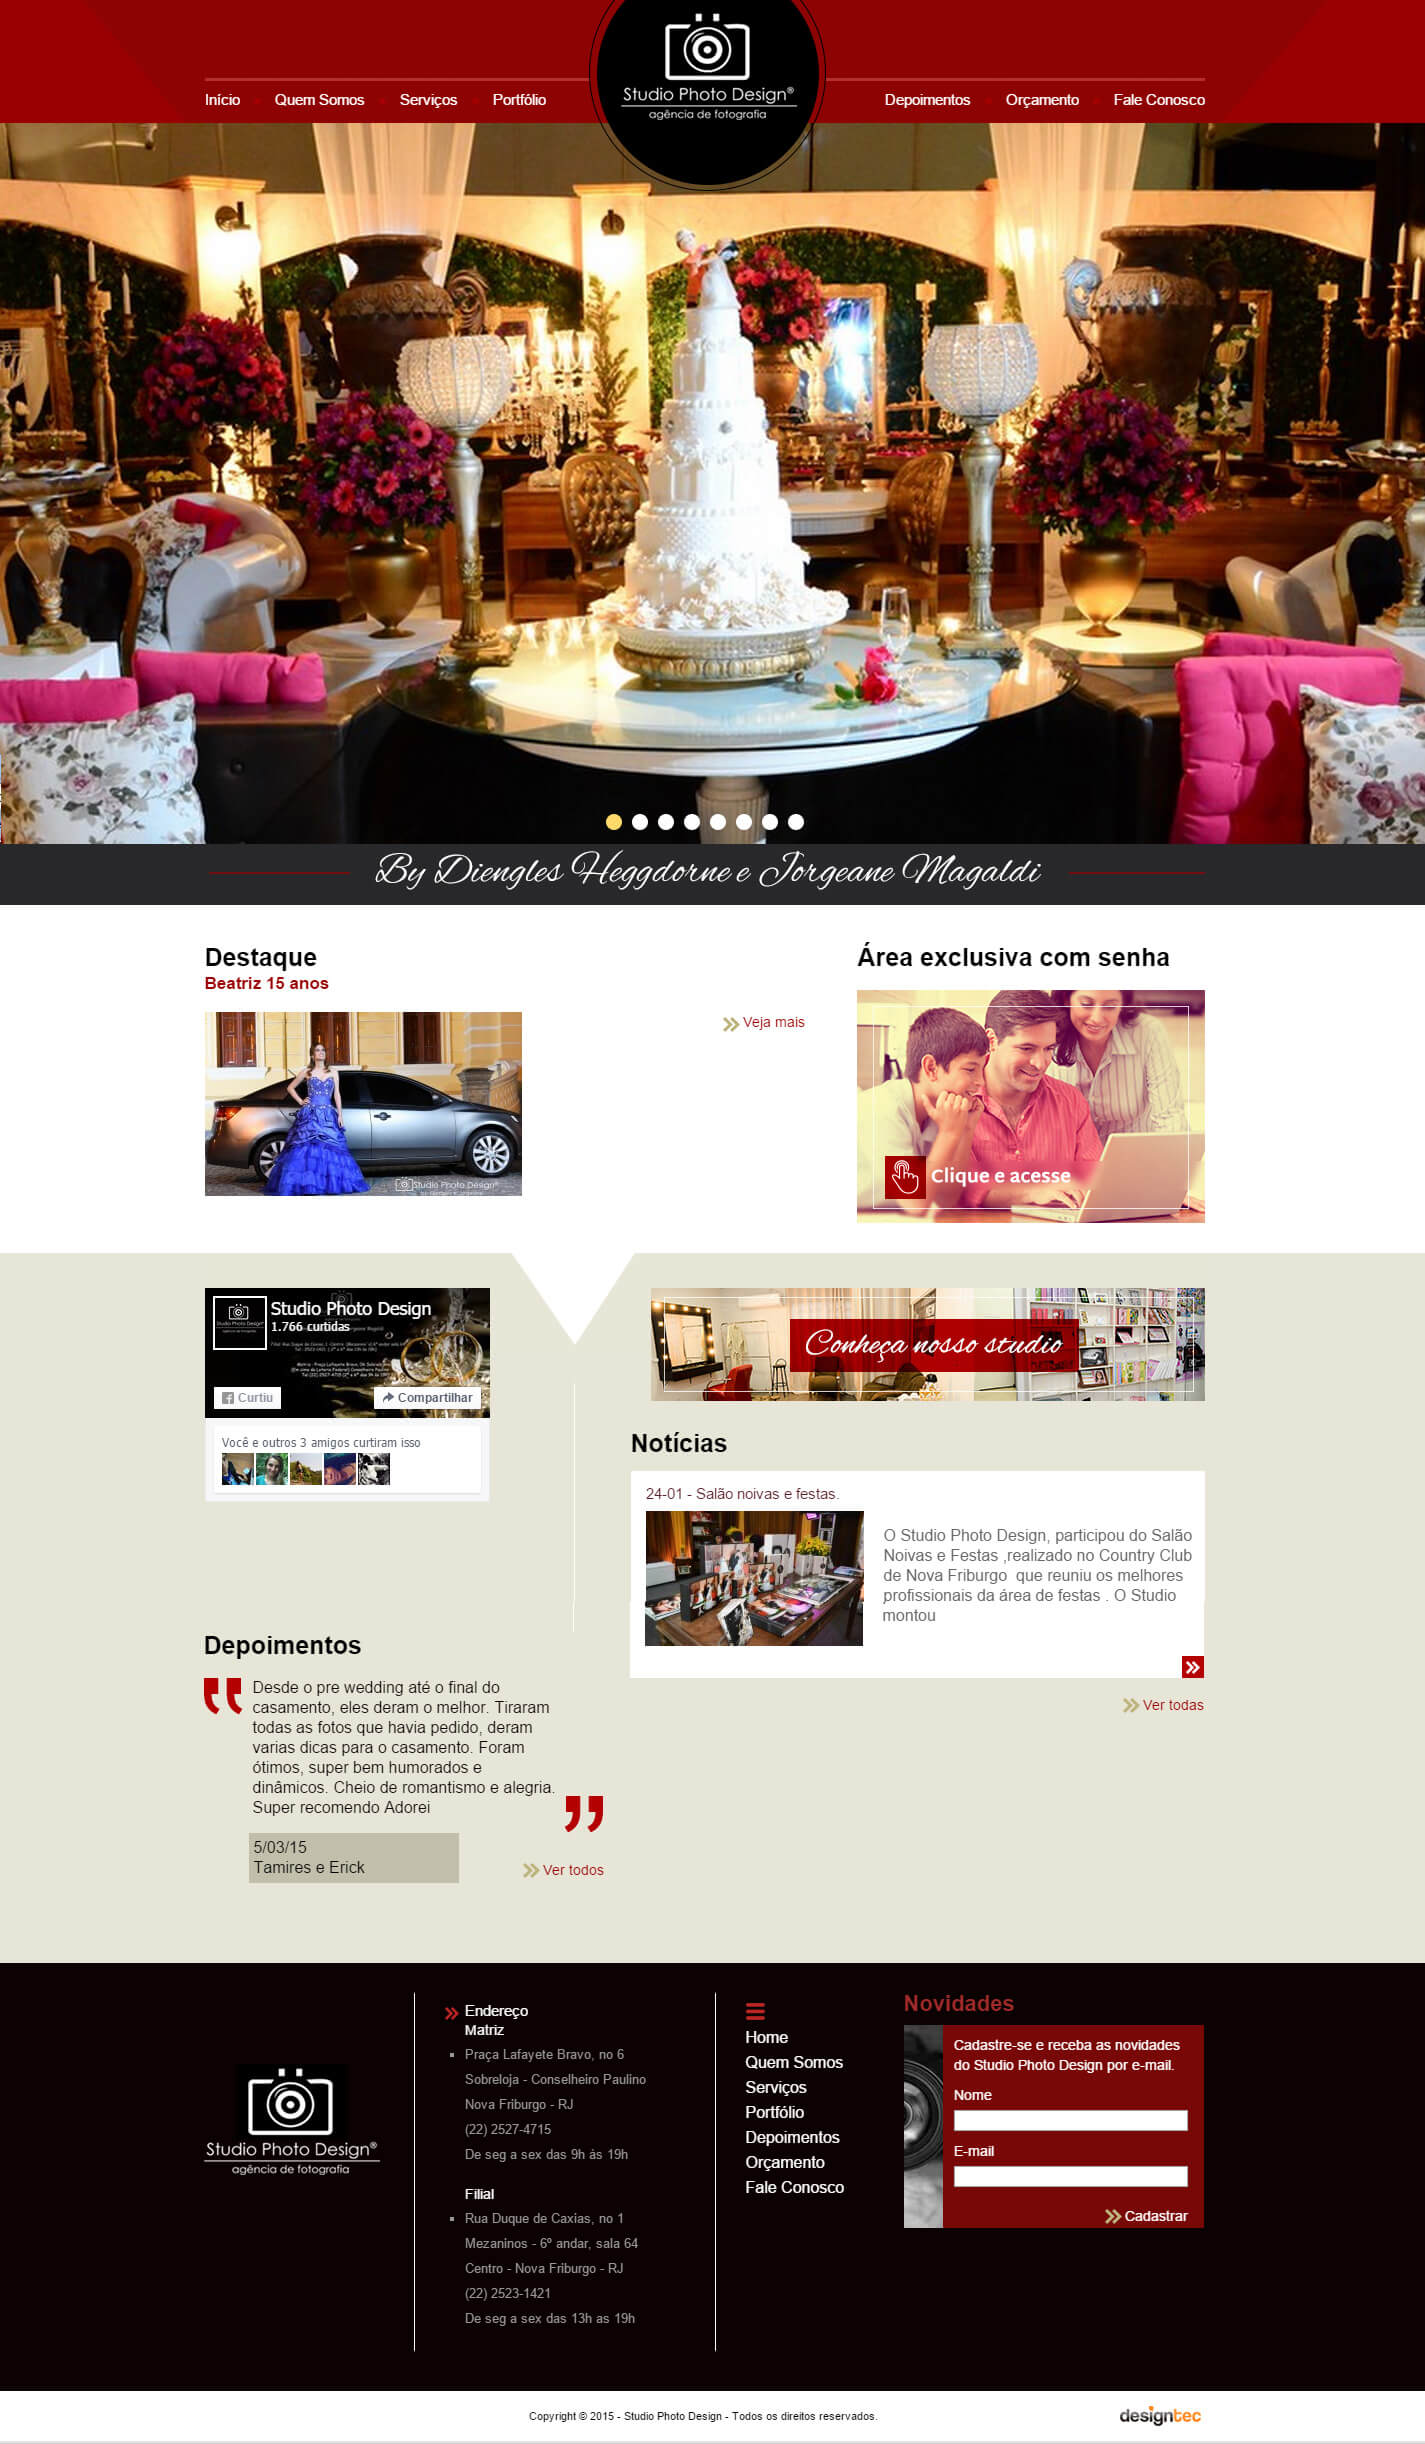 Studio Photo Design®
agência de fotografia
Início
Quem Somos
Serviços
Portfólio
Depoimentos
Orçamento
Fale Conosco
By Diengles Heggdorne e Jorgeane Magaldi
Destaque
Beatriz 15 anos
Veja mais
Studio Photo Design®
Área exclusiva com senha
Clique e acesse
Studio Photo Design
1.766 curtidas
Curtiu
Compartilhar
Você e outros 3 amigos curtiram isso
Conheça nosso studio
Notícias
24-01 - Salão noivas e festas.
O Studio Photo Design, participou do Salão
Noivas e Festas ,realizado no Country Club
de Nova Friburgo  que reuniu os melhores
profissionais da área de festas . O Studio
montou
Ver todas
Depoimentos
Desde o pre wedding até o final do
casamento, eles deram o melhor. Tiraram
todas as fotos que havia pedido, deram
varias dicas para o casamento. Foram
ótimos, super bem humorados e
dinâmicos. Cheio de romantismo e alegria.
Super recomendo Adorei
5/03/15
Tamires e Erick
Ver todos
Studio Photo Design®
agência de fotografia
Endereço
Matriz
Praça Lafayete Bravo, no 6
Sobreloja - Conselheiro Paulino
Nova Friburgo - RJ
(22) 2527-4715
De seg a sex das 9h ás 19h
Filial
Rua Duque de Caxias, no 1
Mezaninos - 6º andar, sala 64
Centro - Nova Friburgo - RJ
(22) 2523-1421
De seg a sex das 13h as 19h
Home
Quem Somos
Serviços
Portfólio
Depoimentos
Orçamento
Fale Conosco
Novidades
Cadastre-se e receba as novidades
do Studio Photo Design por e-mail.
Nome
E-mail
Cadastrar
Copyright © 2015 - Studio Photo Design - Todos os direitos reservados.
designtec